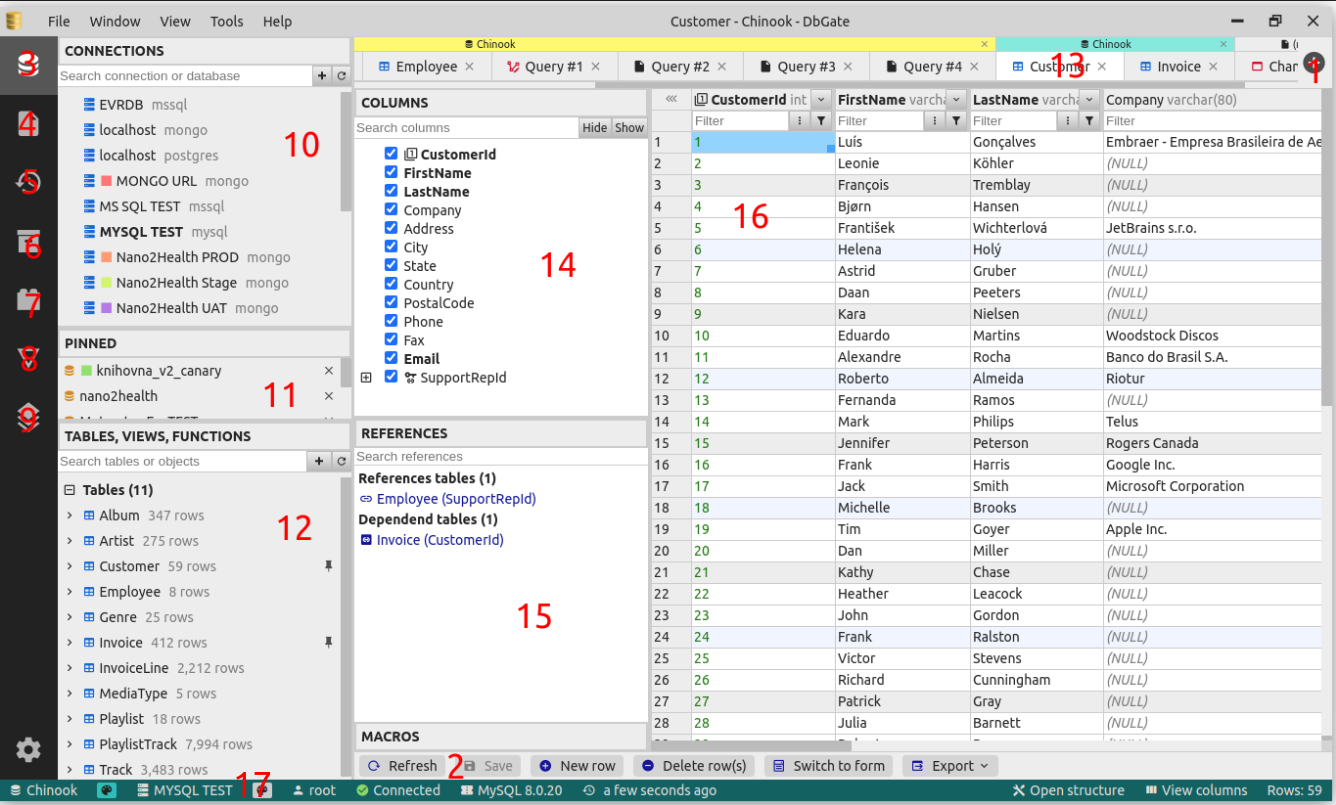 File Window View Tools Help Customer - Chinook - DbGate
3
4
5
6
7
8
9
CONNECTIONS
Search connection or database +
EVRDB mssql
localhost mongo
localhost postgres
MONGO URL mongo
MS SQL TEST mssql
MYSQL TEST mysql
Nano2Health PROD mongo
Nano2Health Stage mongo
Nano2Health UAT mongo
10
PINNED
knihovna_v2_canary ×
nano2health ×
11
TABLES, VIEWS, FUNCTIONS
Search tables or objects +
Tables (11)
Album 347 rows
Artist 275 rows
Customer 59 rows
Employee 8 rows
Genre 25 rows
Invoice 412 rows
InvoiceLine 2,212 rows
MediaType 5 rows
Playlist 18 rows
PlaylistTrack 7,994 rows
Track 3,483 rows
12
Chinook × Chinook ×
Employee × Query #1 × Query #2 × Query #3 × Query #4 × Customer × Invoice × Char
13
1
COLUMNS
Search columns Hide Show
CustomerId
FirstName
LastName
Company
Address
City
State
Country
PostalCode
Phone
Fax
Email
SupportRepId
14
REFERENCES
Search references
References tables (1)
Employee (SupportRepId)
Dependend tables (1)
Invoice (CustomerId)
15
MACROS
CustomerId int FirstName varcha LastName varcha Company varchar(80)
Filter Filter Filter Filter
1 1 Luís Gonçalves Embraer - Empresa Brasileira de Ae
2 2 Leonie Köhler (NULL)
3 3 François Tremblay (NULL)
4 4 Bjørn Hansen (NULL)
5 5 František Wichterlová JetBrains s.r.o.
6 6 Helena Holý (NULL)
7 7 Astrid Gruber (NULL)
8 8 Daan Peeters (NULL)
9 9 Kara Nielsen (NULL)
10 10 Eduardo Martins Woodstock Discos
11 11 Alexandre Rocha Banco do Brasil S.A.
12 12 Roberto Almeida Riotur
13 13 Fernanda Ramos (NULL)
14 14 Mark Philips Telus
15 15 Jennifer Peterson Rogers Canada
16 16 Frank Harris Google Inc.
17 17 Jack Smith Microsoft Corporation
18 18 Michelle Brooks (NULL)
19 19 Tim Goyer Apple Inc.
20 20 Dan Miller (NULL)
21 21 Kathy Chase (NULL)
22 22 Heather Leacock (NULL)
23 23 John Gordon (NULL)
24 24 Frank Ralston (NULL)
25 25 Victor Stevens (NULL)
26 26 Richard Cunningham (NULL)
27 27 Patrick Gray (NULL)
28 28 Julia Barnett (NULL)
16
Refresh Save New row Delete row(s) Switch to form Export
2
Chinook MYSQL TEST root Connected MySQL 8.0.20 a few seconds ago Open structure View columns Rows: 59
17